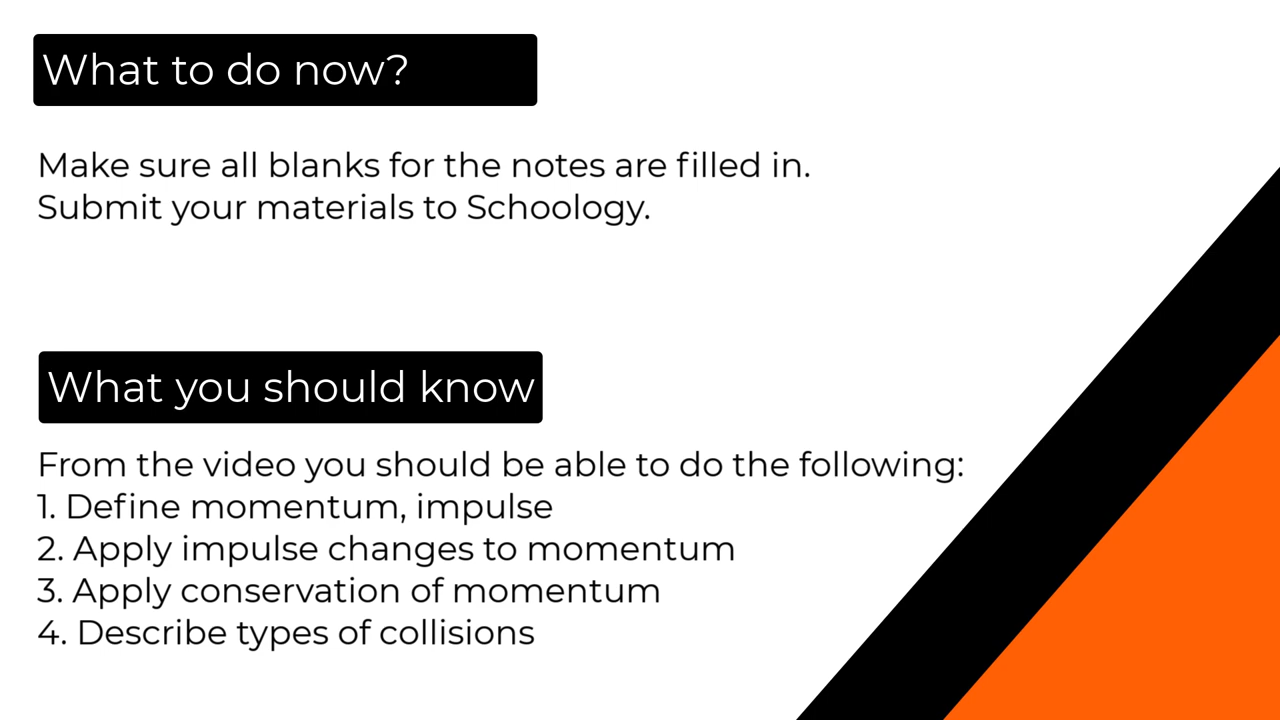 What to do now?
Make sure all blanks for the notes are filled in.
Submit your materials to Schoology.
What you should know
From the video you should be able to do the following:
1. Define momentum, impulse
2. Apply impulse changes to momentum
3. Apply conservation of momentum
4. Describe types of collisions